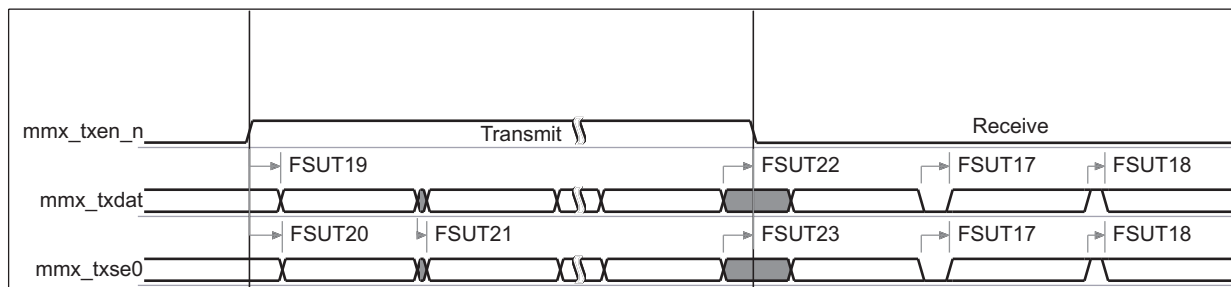 mmx_txen_n Transmit Receive
FSUT19 FSUT22 FSUT17 FSUT18
mmx_txdat
FSUT20 FSUT21 FSUT23 FSUT17 FSUT18
mmx_txse0